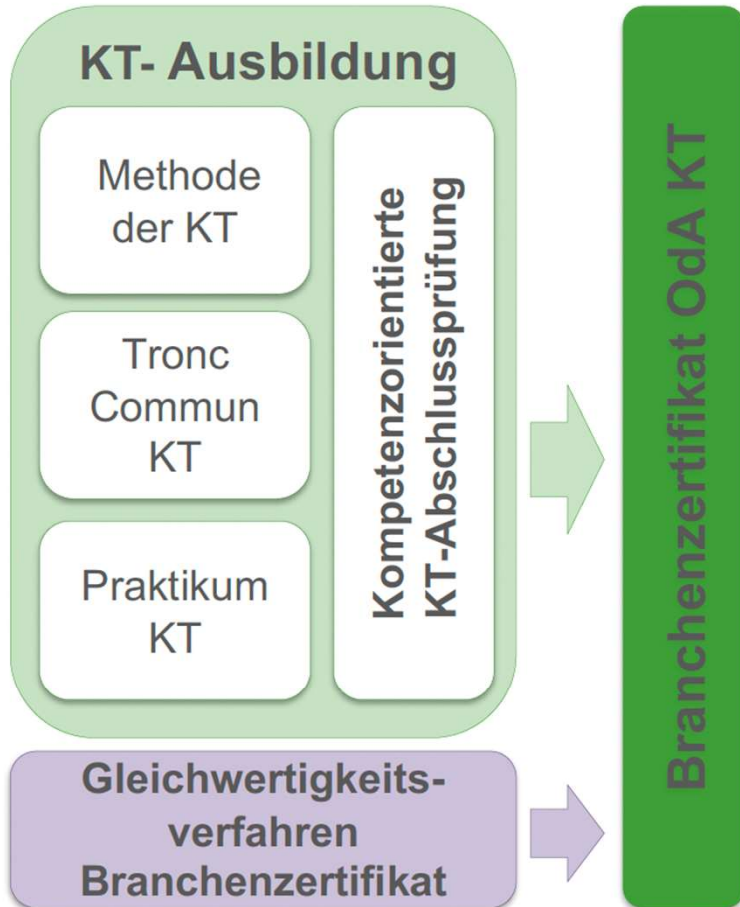 KT- Ausbildung
Methode
der KT
Tronc
Commun
KT
Praktikum
KT
Kompetenzorientierte
KT-Abschlussprüfung
Gleichwertigkeits-
verfahren
Branchenzertifikat
Branchenzertifikat OdA KT